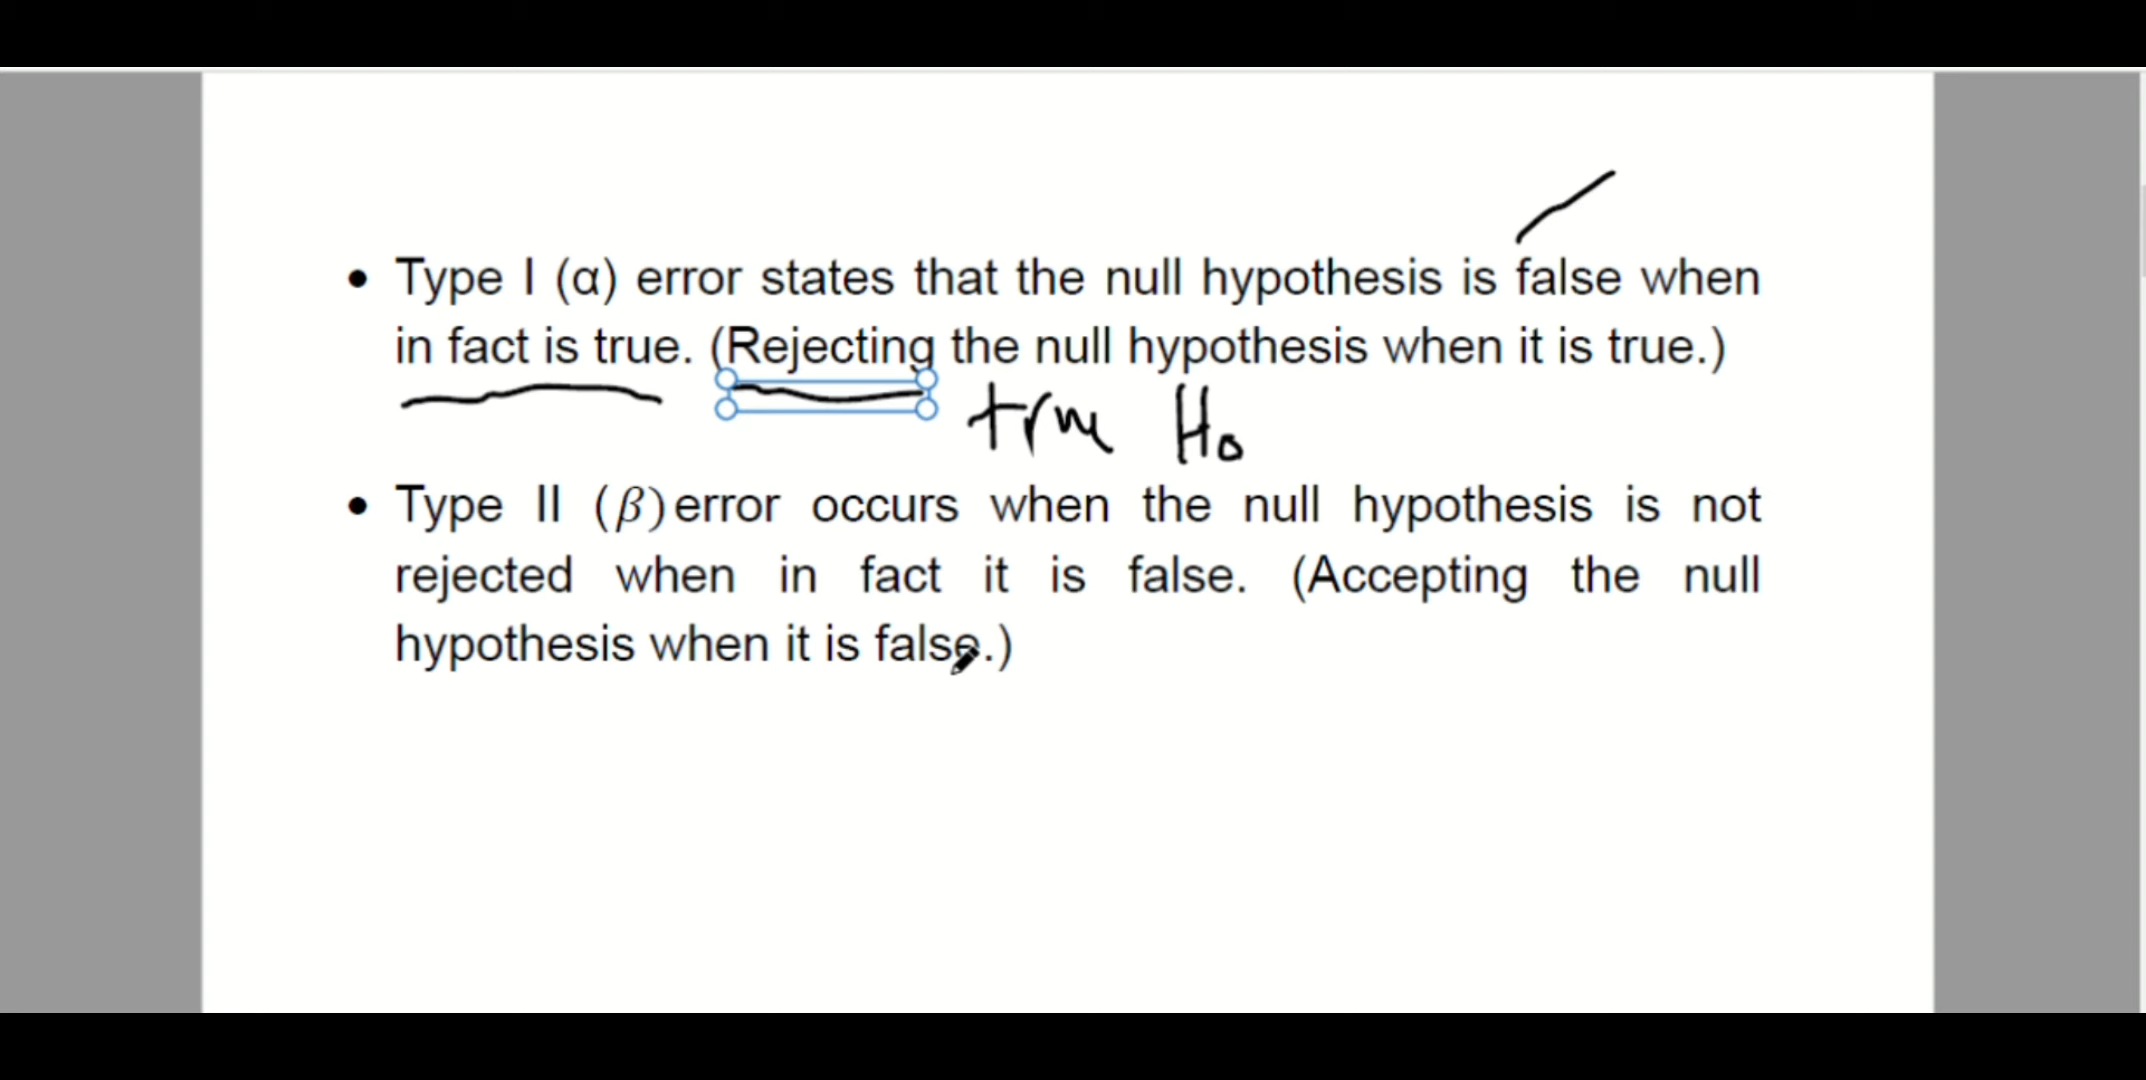 • Type I (α) error states that the null hypothesis is false when
in fact is true. (Rejecting the null hypothesis when it is true.)
true H₀
• Type II (β) error occurs when the null hypothesis is not
rejected when in fact it is false. (Accepting the null
hypothesis when it is false.)